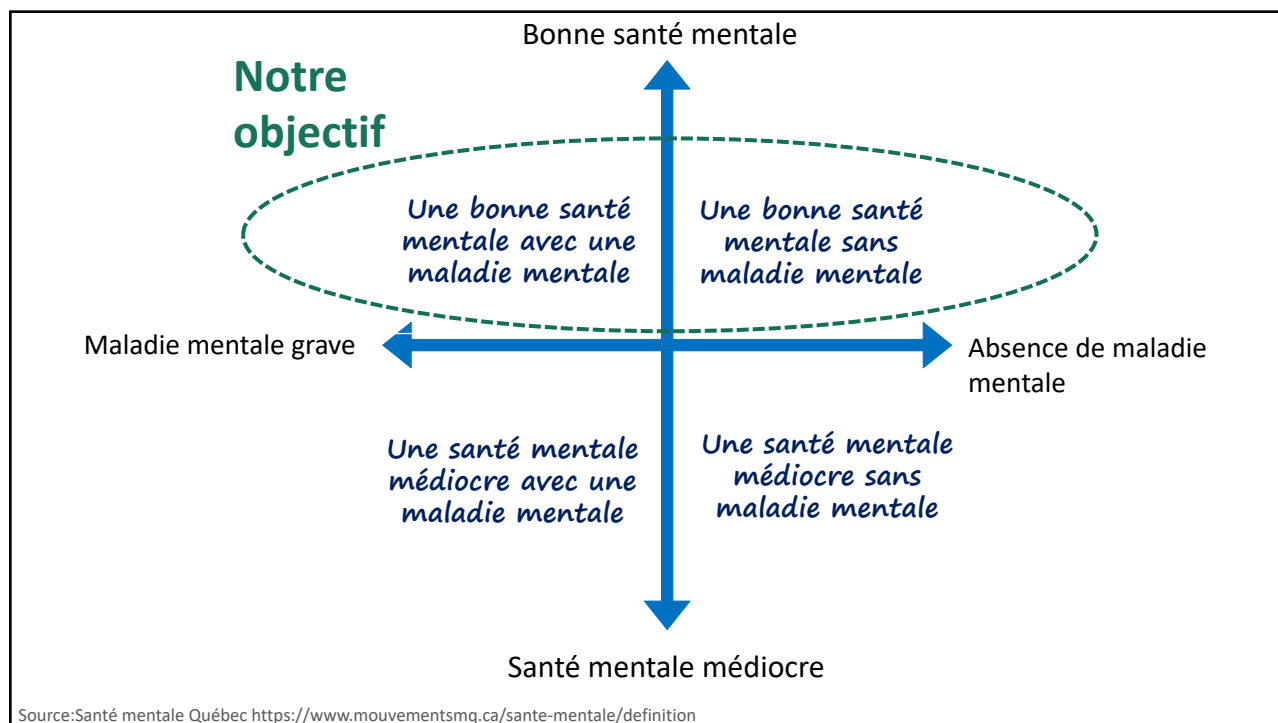 Bonne santé mentale
Notre
objectif
Une bonne santé
mentale avec une
maladie mentale
Une bonne santé
mentale sans
maladie mentale
Maladie mentale grave
Absence de maladie
mentale
Une santé mentale
médiocre avec une
maladie mentale
Une santé mentale
médiocre sans
maladie mentale
Santé mentale médiocre
Source:Santé mentale Québec https://www.mouvementsmq.ca/sante-mentale/definition